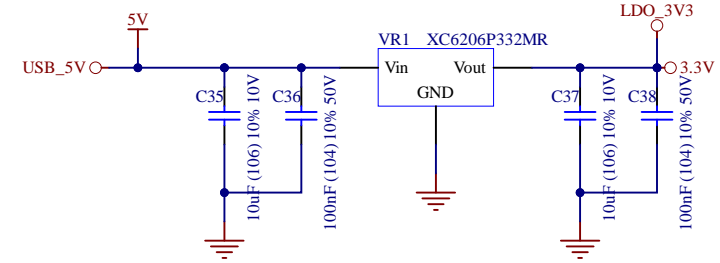 5V
LDO_3V3
USB_5V
VR1 XC6206P332MR
3.3V
Vin Vout
GND
C35
10uF (106) 10% 10V
C36
100nF (104) 10% 50V
C37
10uF (106) 10% 10V
C38
100nF (104) 10% 50V